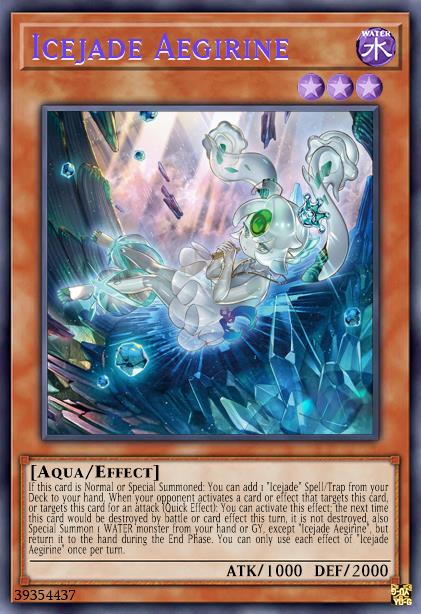 Icejade Aegirine
WATER
水
[Aqua/Effect]
If this card is Normal or Special Summoned: You can add 1 "Icejade" Spell/Trap from your
Deck to your hand. When your opponent activates a card or effect that targets this card,
or targets this card for an attack (Quick Effect): You can activate this effect; the next time
this card would be destroyed by battle or card effect this turn, it is not destroyed, also
Special Summon 1 WATER monster from your hand or GY, except "Icejade Aegirine", but
return it to the hand during the End Phase. You can only use each effect of "Icejade
Aegirine" once per turn.
ATK/1000 DEF/2000
39354437